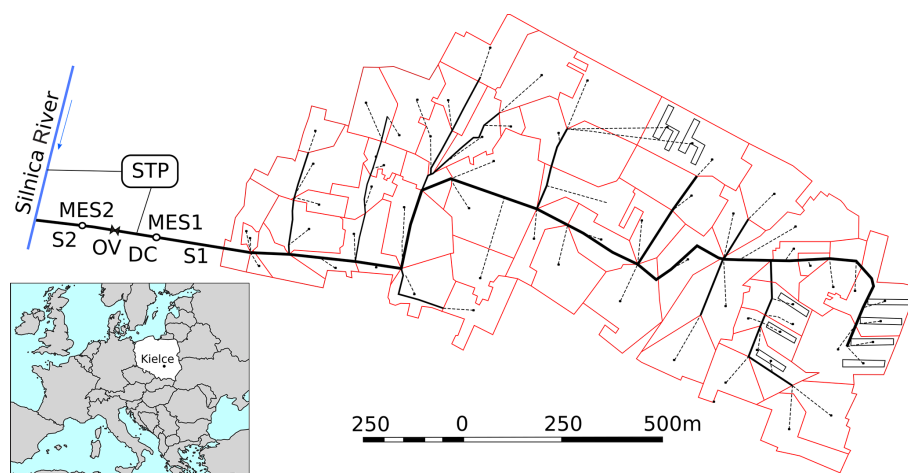 Silnica River
STP
MES2
MES1
S2
OV
DC
S1
Kielce
250 0 250 500m